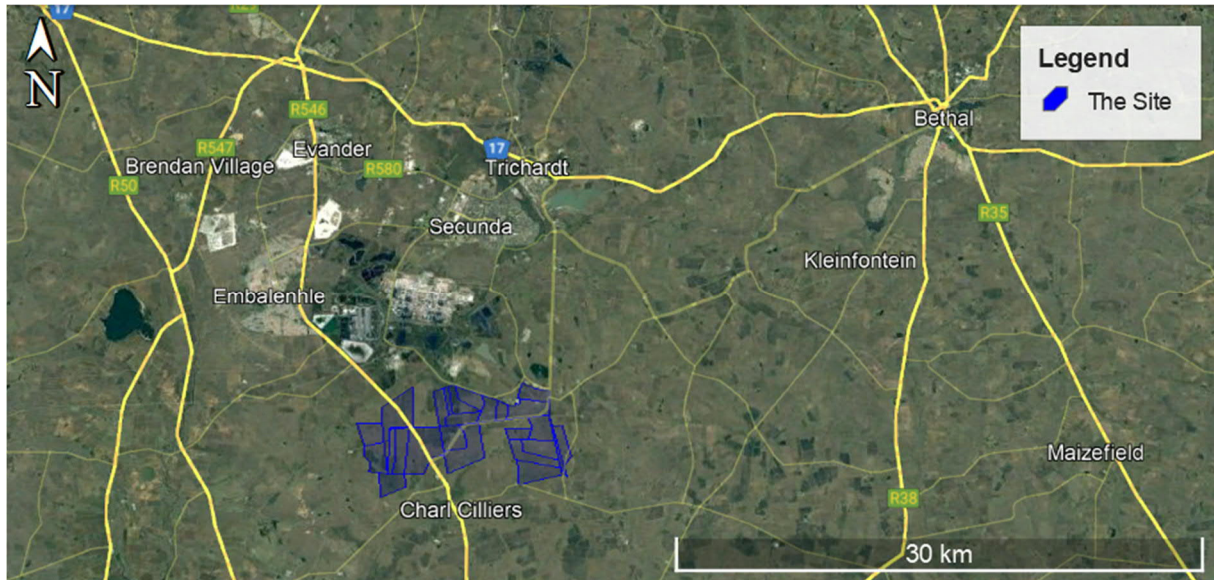 R29
17
N
R546
Evander
R547
Brendan Village
R580
17
Trichardt
R50
Secunda
Embalenhle
Charl Cilliers
Bethal
R35
Kleinfontein
Maizefield
R38
Legend
The Site
30 km